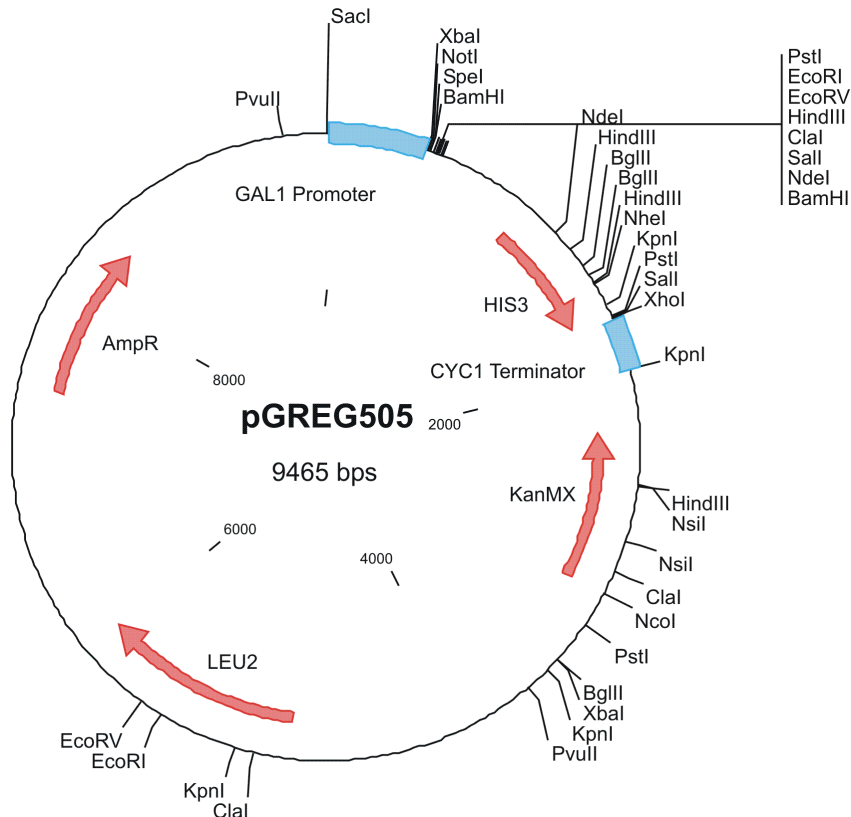 SacI
XbaI
NotI
SpeI
BamHI
PstI
EcoRI
EcoRV
HindIII
ClaI
SalI
NdeI
BamHI
PvuII
NdeI
HindIII
BglII
BglII
HindIII
NheI
KpnI
PstI
SalI
XhoI
KpnI
GAL1 Promoter
HIS3
AmpR
CYC1 Terminator
8000
pGREG505
2000
9465 bps
KanMX
HindIII
NsiI
6000
4000
NsiI
ClaI
NcoI
PstI
LEU2
BglII
XbaI
KpnI
PvuII
EcoRV
EcoRI
KpnI
ClaI